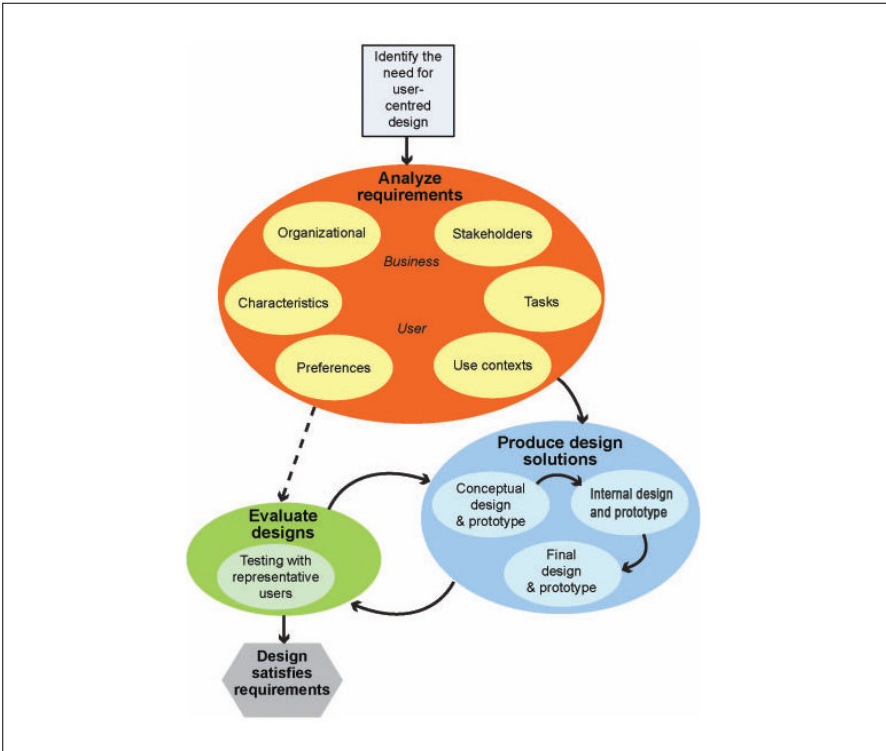 Identify the
need for
user-
centred
design
Analyze
requirements
Organizational
Stakeholders
Business
Characteristics
Tasks
User
Preferences
Use contexts
Produce design
solutions
Conceptual
design
& prototype
Internal design
and prototype
Final
design
& prototype
Evaluate
designs
Testing with
representative
users
Design
satisfies
requirements